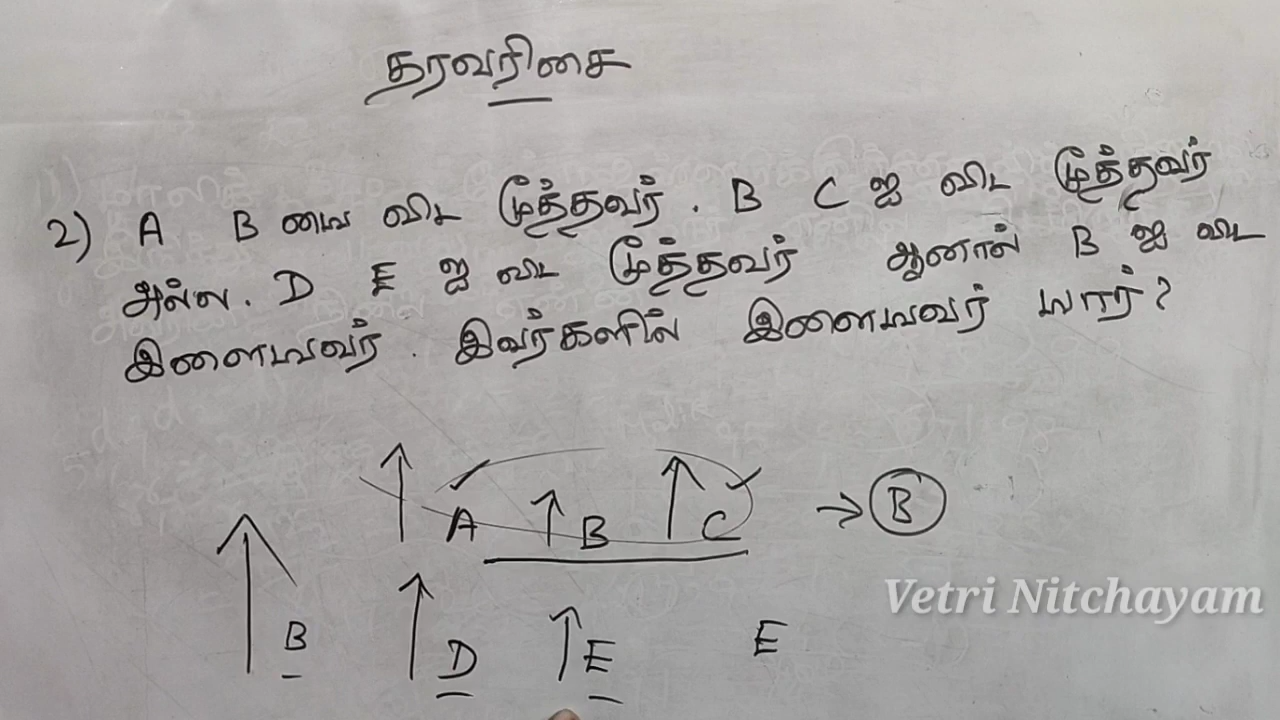 தரவரிசை
2) A B யை விட மூத்தவர். B C ஐ விட மூத்தவர்
அல்ல. D E ஐ விட மூத்தவர் ஆனால் B ஐ விட
இளையவர். இவர்களில் இளையவர் யார்?
A B C → B
B D E E
Vetri Nitchayam